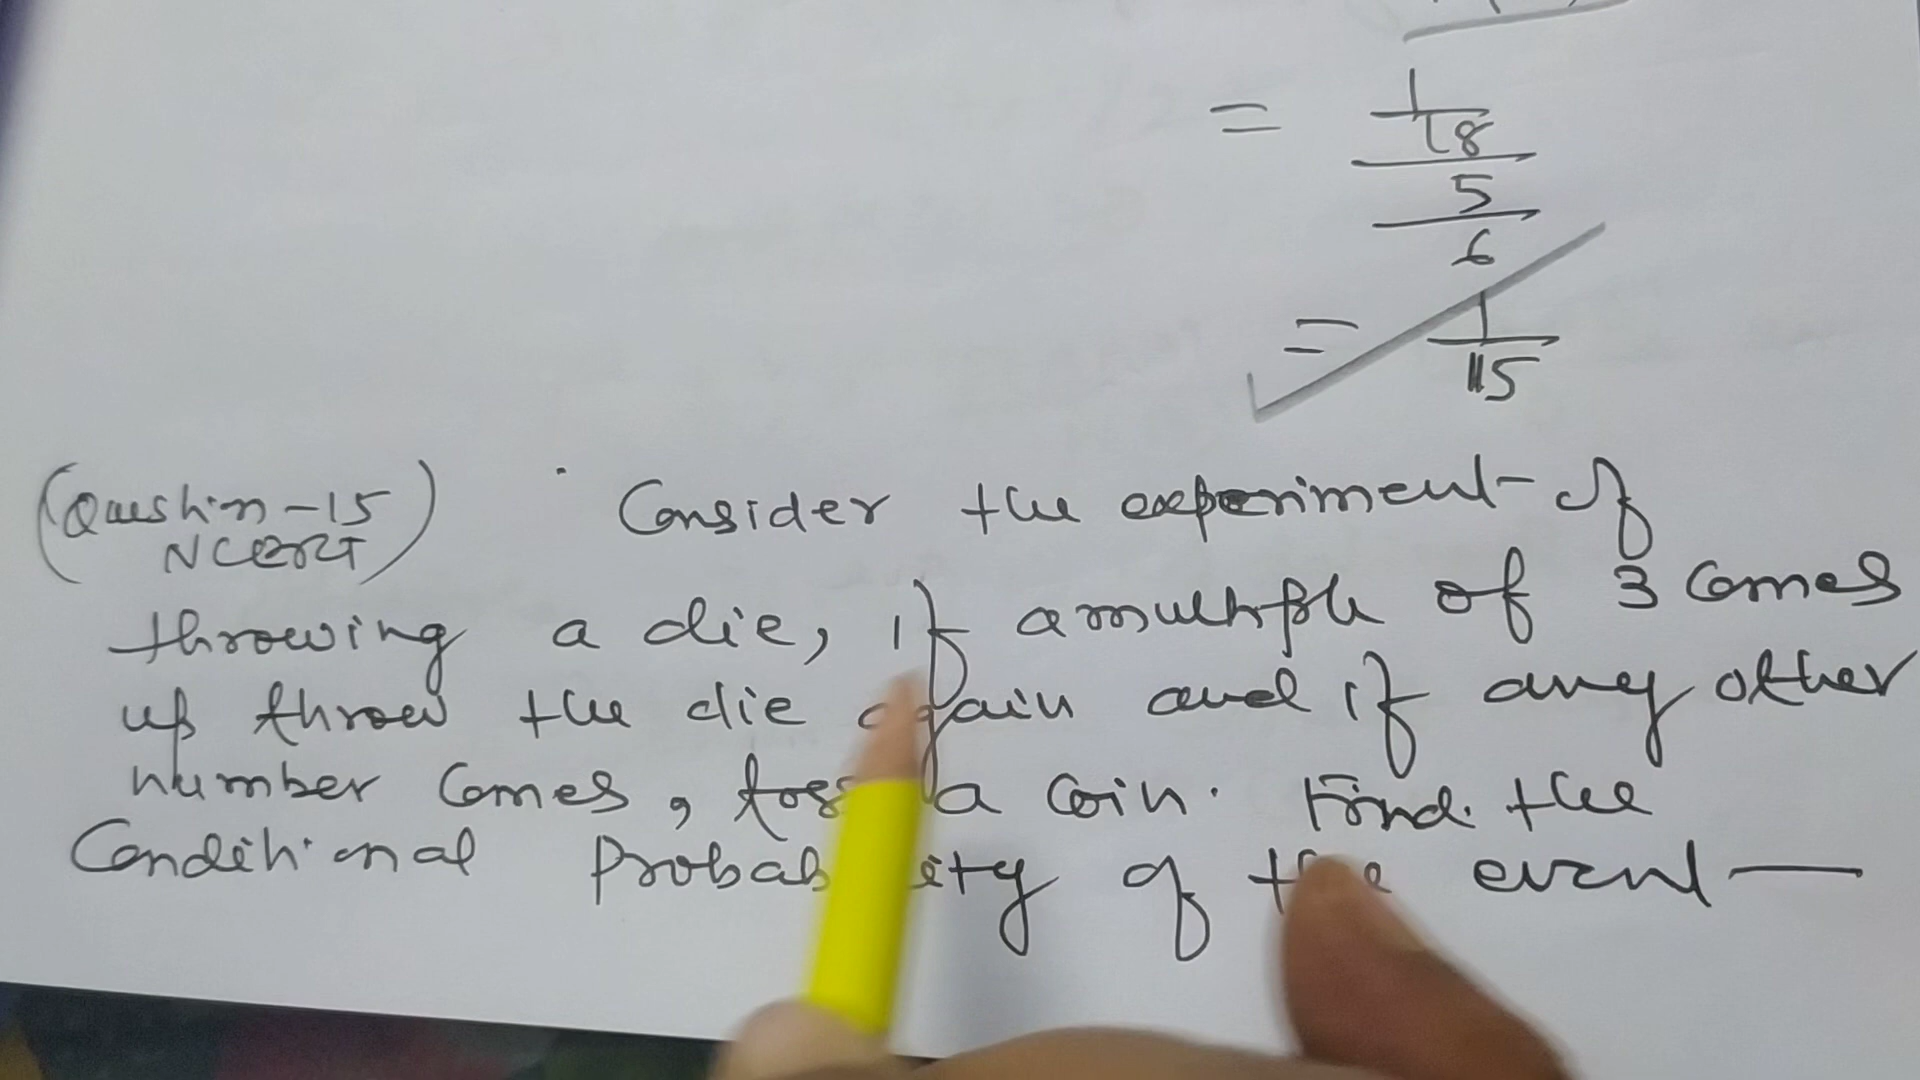 = 1/18
5/6
= 1/15
(Question-15 NCERT) Consider the experiment of
throwing a die, if a multiple of 3 comes
up throw the die again and if any other
number comes, toss a coin. Find the
Conditional Probability of the event —